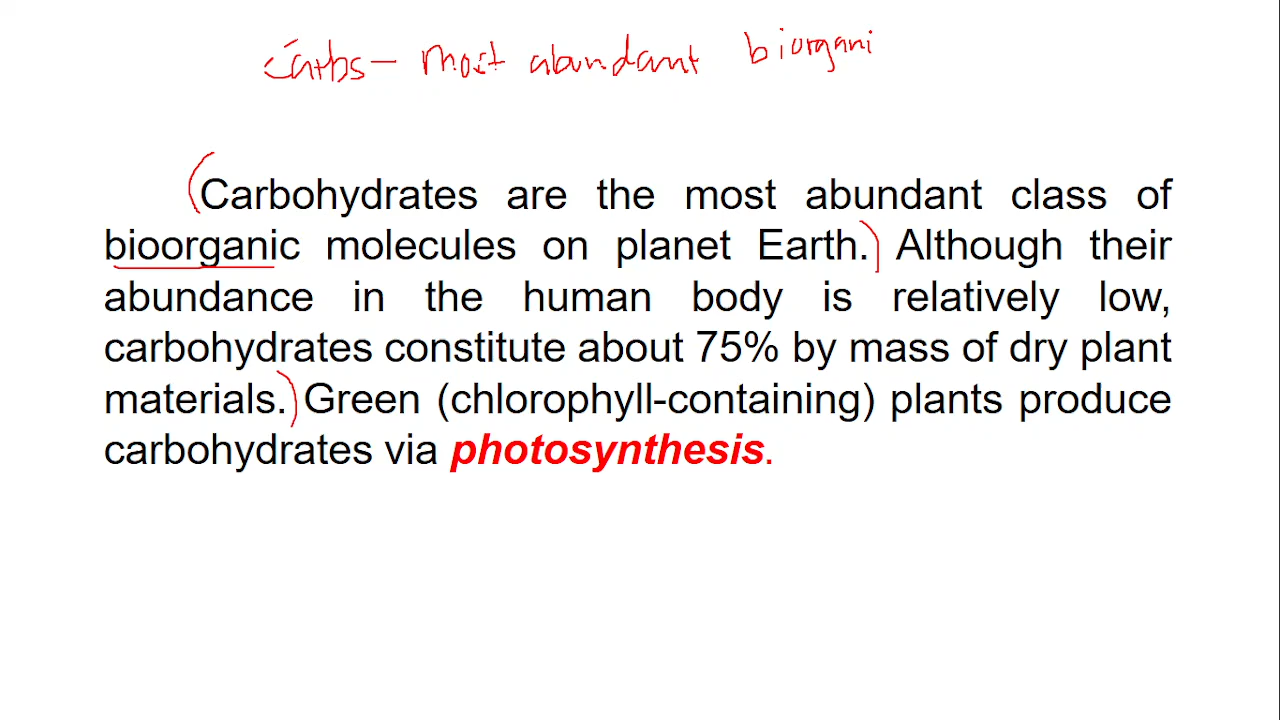 Carbs – most abundant biorgani
Carbohydrates are the most abundant class of
bioorganic molecules on planet Earth. Although their
abundance in the human body is relatively low,
carbohydrates constitute about 75% by mass of dry plant
materials. Green (chlorophyll-containing) plants produce
carbohydrates via photosynthesis.